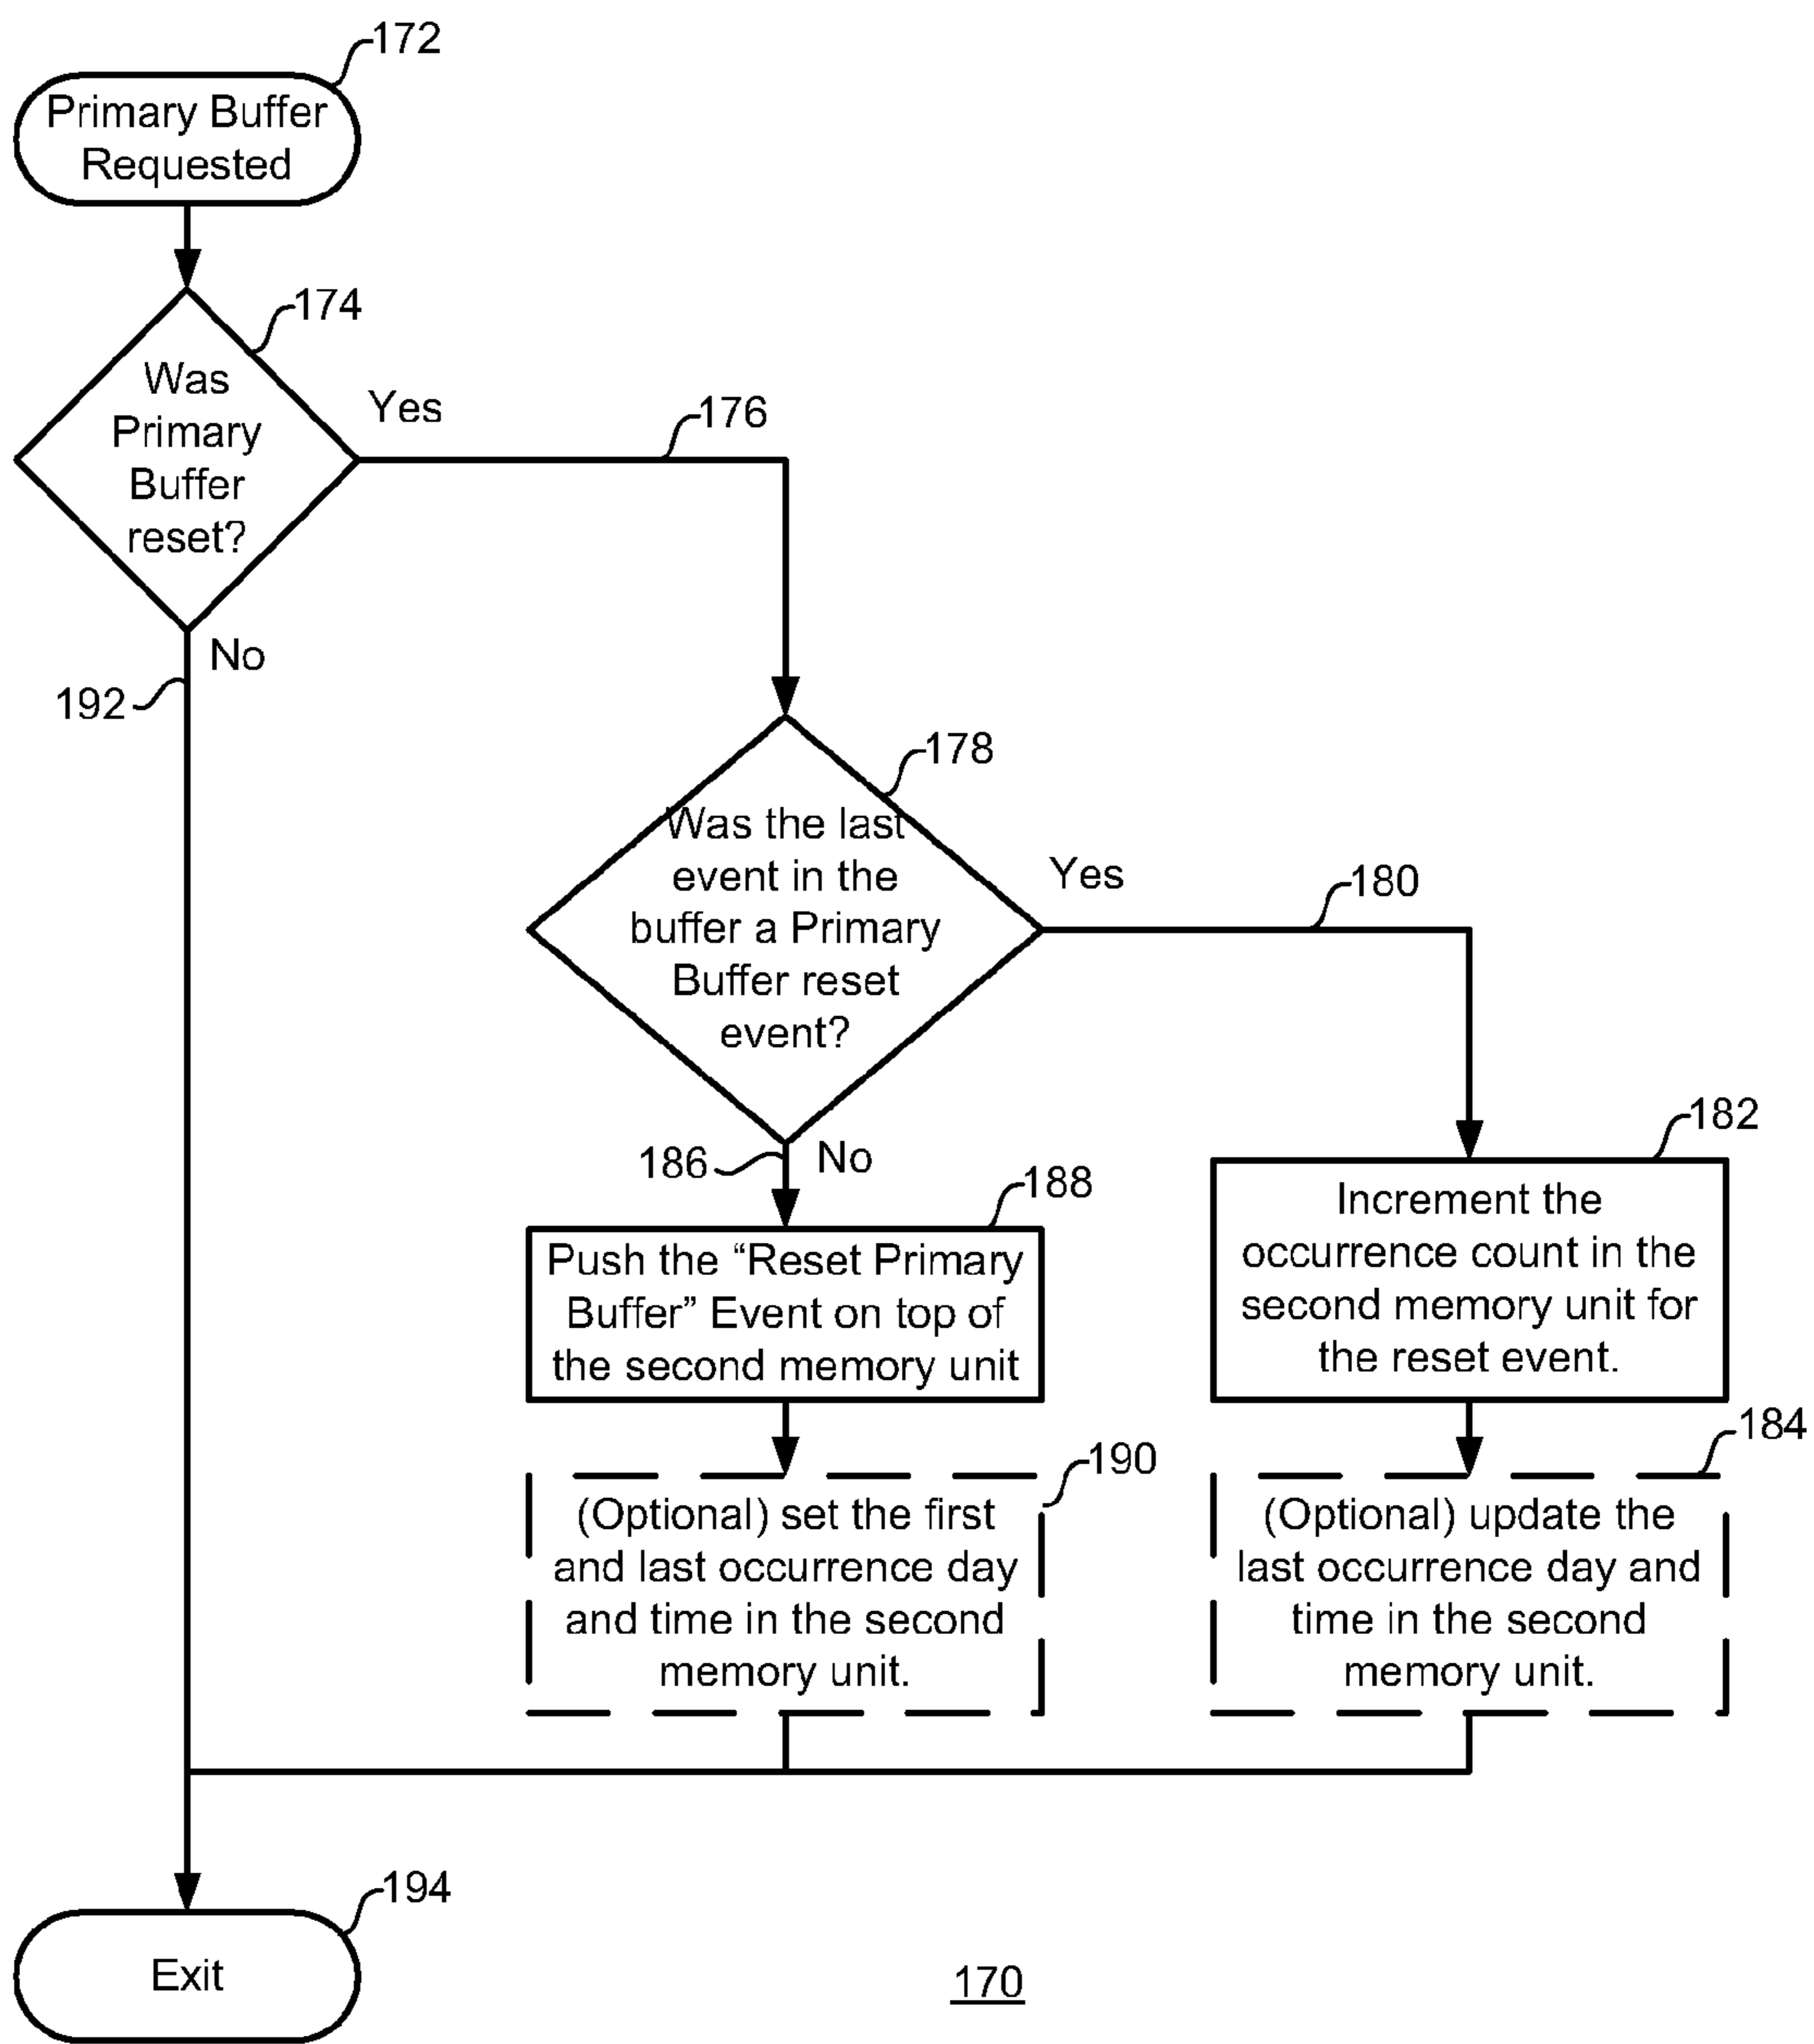 172
Primary Buffer
Requested
174
Was
Primary
Buffer
reset?
Yes
176
No
192
178
Was the last
event in the
buffer a Primary
Buffer reset
event?
Yes
180
186
No
188
Push the “Reset Primary
Buffer” Event on top of
the second memory unit
182
Increment the
occurrence count in the
second memory unit for
the reset event.
190
(Optional) set the first
and last occurrence day
and time in the second
memory unit.
184
(Optional) update the
last occurrence day and
time in the second
memory unit.
194
Exit
170